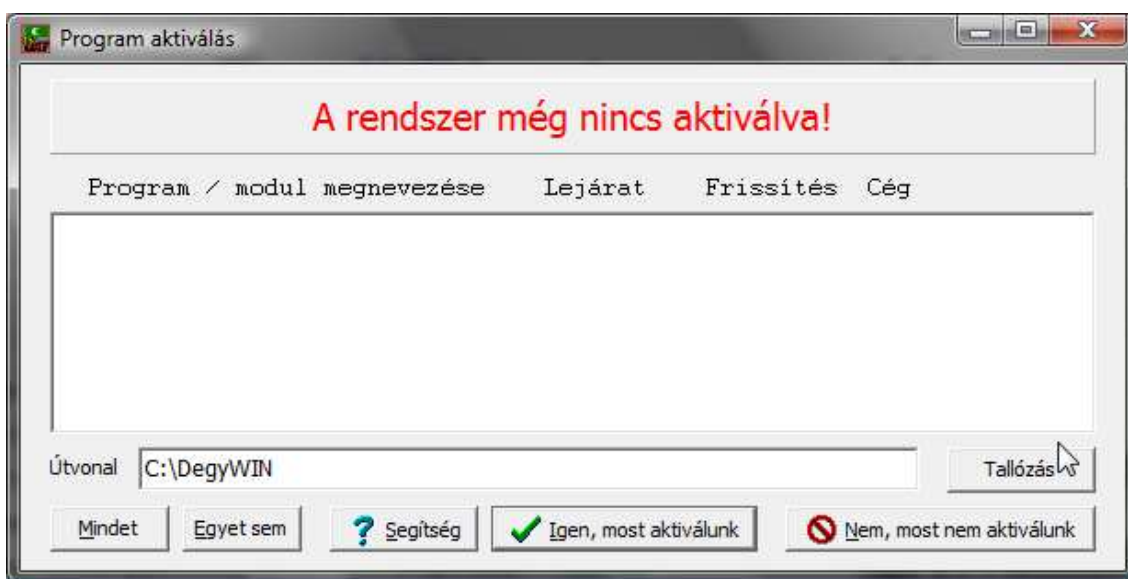 Program aktiválás
A rendszer még nincs aktiválva!
Program / modul megnevezése Lejárat Frissítés Cég
Útvonal C:\DegyWIN Tallózás
Mindet Egyet sem ? Segítség Igen, most aktiválunk Nem, most nem aktiválunk